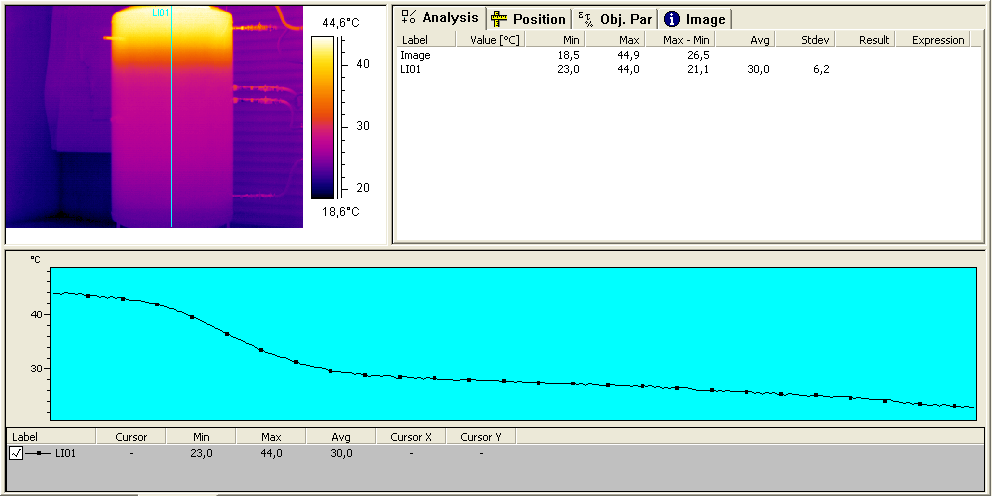 LI01
44,6°C
40
30
20
18,6°C
Analysis Position Obj. Par Image
Label Value [°C] Min Max Max - Min Avg Stdev Result Expression
Image 18,5 44,9 26,5
LI01 23,0 44,0 21,1 30,0 6,2
°C
40
30
Label Cursor Min Max Avg Cursor X Cursor Y
LI01 - 23,0 44,0 30,0 - -